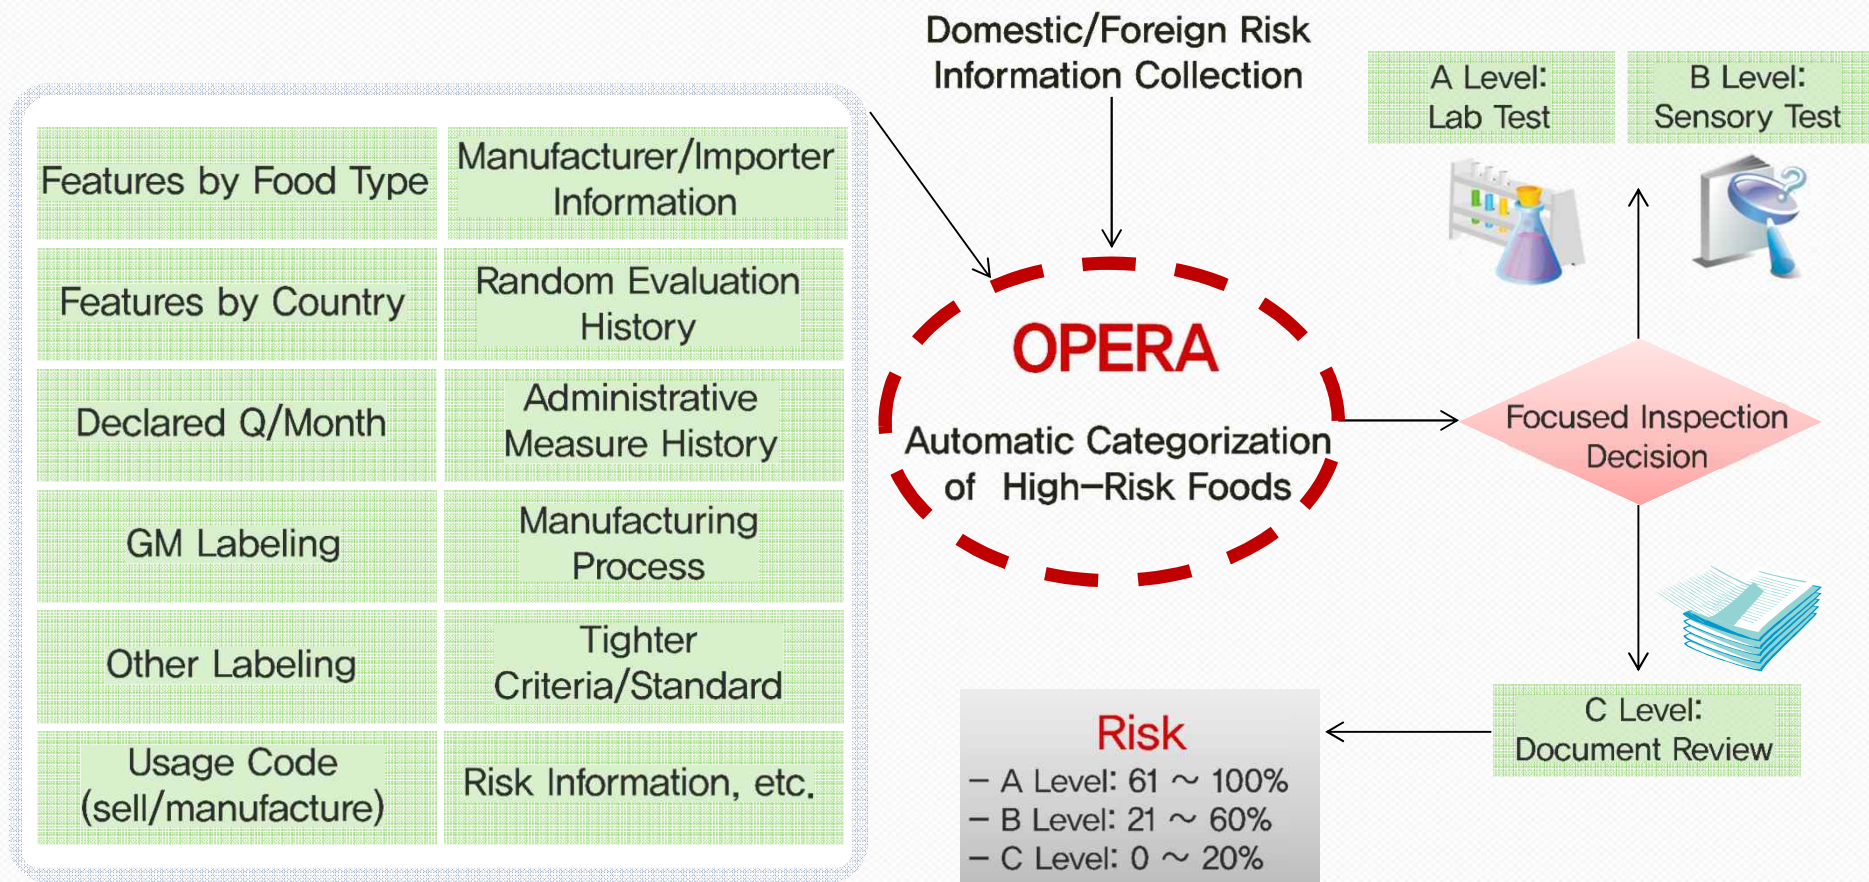 Domestic/Foreign Risk
Information Collection
A Level:
Lab Test
B Level:
Sensory Test
Features by Food Type
Manufacturer/Importer
Information
Features by Country
Random Evaluation
History
Declared Q/Month
Administrative
Measure History
GM Labeling
Manufacturing
Process
Other Labeling
Tighter
Criteria/Standard
Usage Code
(sell/manufacture)
Risk Information, etc.
OPERA
Automatic Categorization
of High-Risk Foods
Focused Inspection
Decision
C Level:
Document Review
Risk
– A Level: 61 ~ 100%
– B Level: 21 ~ 60%
– C Level: 0 ~ 20%